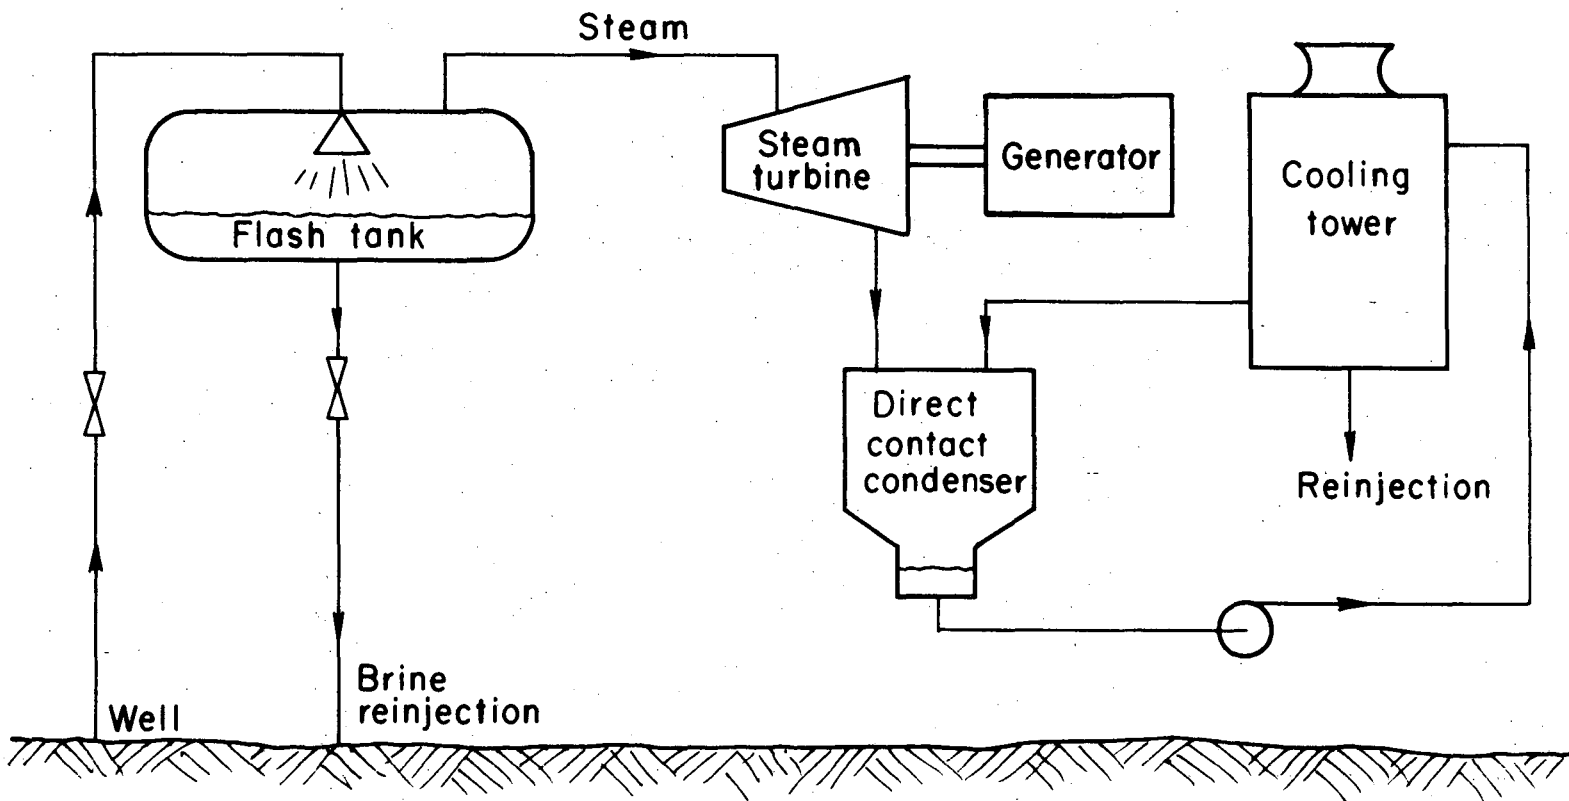 Steam
Flash tank
Steam
turbine
Generator
Cooling
tower
Direct
contact
condenser
Reinjection
Well
Brine
reinjection